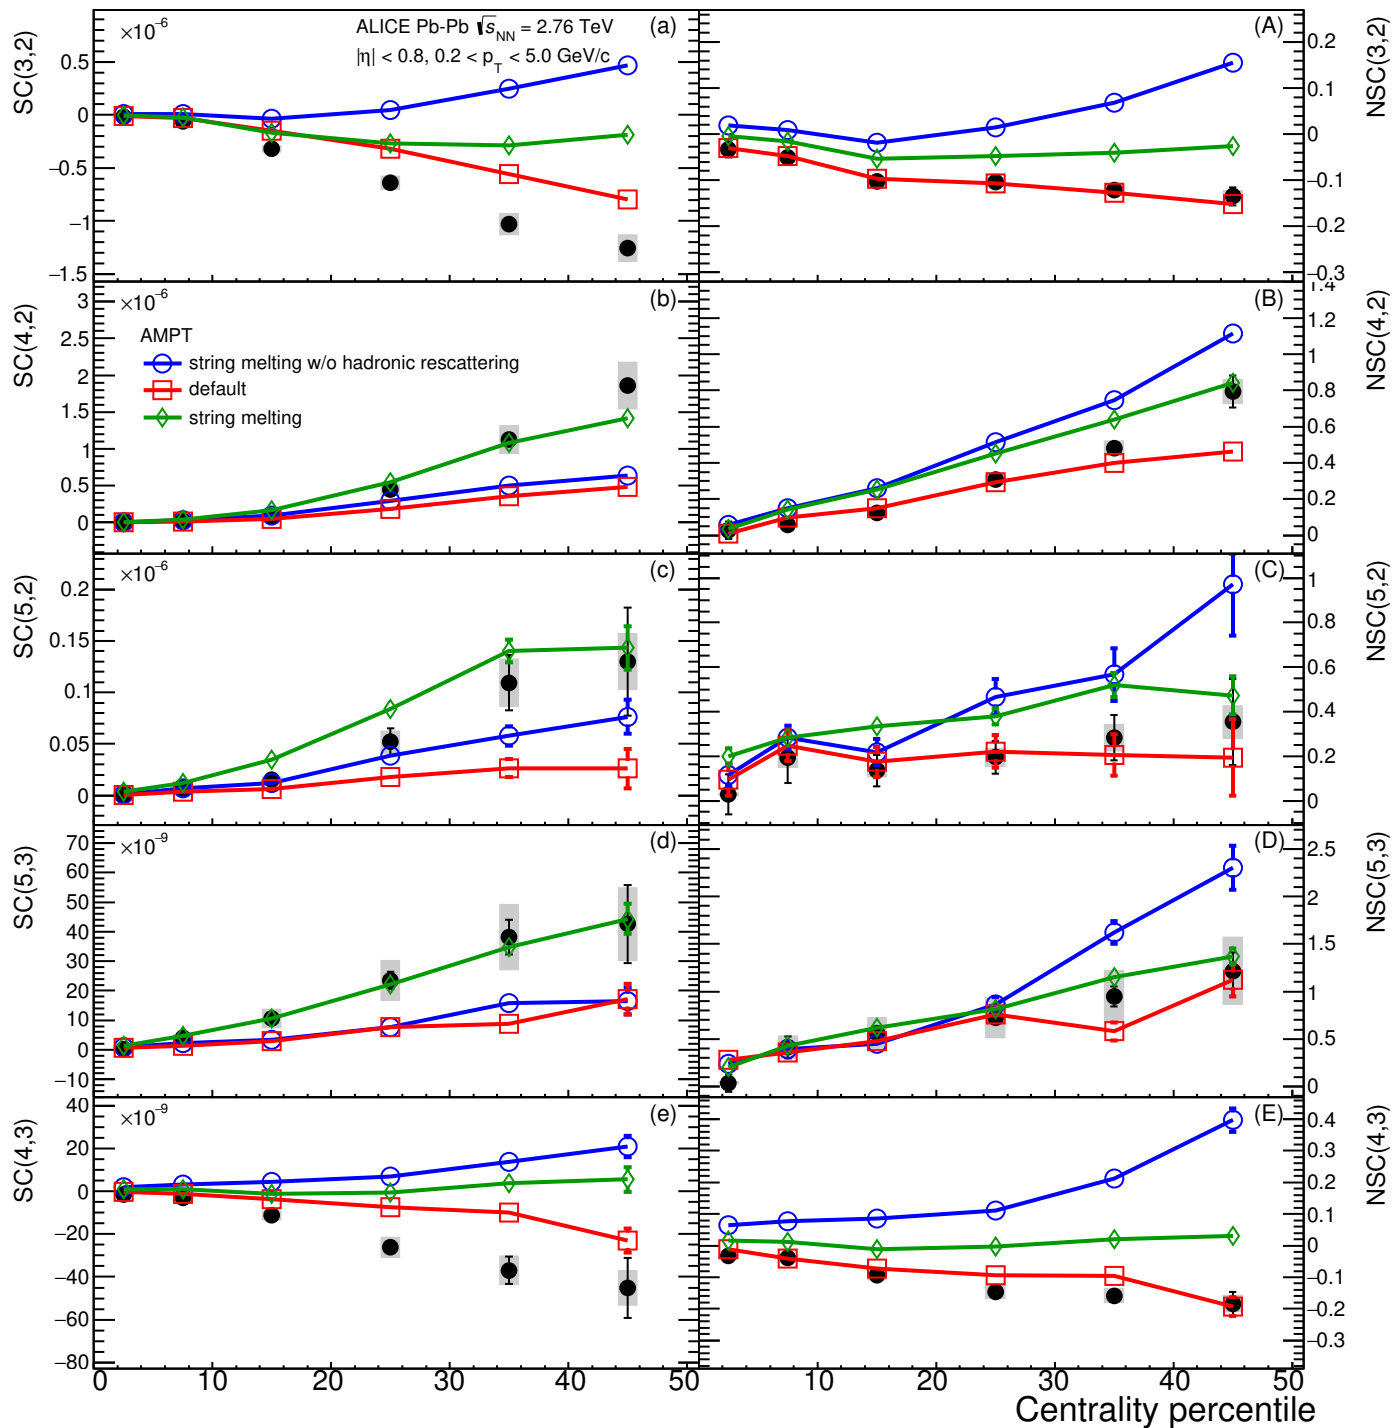 ×10⁻⁶
ALICE Pb-Pb √s_NN = 2.76 TeV
|η| < 0.8, 0.2 < p_T < 5.0 GeV/c
(a)
SC(3,2)
0.5
0
−0.5
−1
−1.5
(A)
NSC(3,2)
0.2
0.1
0
−0.1
−0.2
−0.3
×10⁻⁶
(b)
SC(4,2)
3
2.5
2
1.5
1
0.5
0
AMPT
string melting w/o hadronic rescattering
default
string melting
(B)
NSC(4,2)
1.4
1.2
1
0.8
0.6
0.4
0.2
0
×10⁻⁶
(c)
SC(5,2)
0.2
0.15
0.1
0.05
0
(C)
NSC(5,2)
1
0.8
0.6
0.4
0.2
0
×10⁻⁹
(d)
SC(5,3)
70
60
50
40
30
20
10
0
−10
(D)
NSC(5,3)
2.5
2
1.5
1
0.5
0
×10⁻⁹
(e)
SC(4,3)
40
20
0
−20
−40
−60
−80
(E)
NSC(4,3)
0.4
0.3
0.2
0.1
0
−0.1
−0.2
−0.3
0 10 20 30 40 50
10 20 30 40 50
Centrality percentile